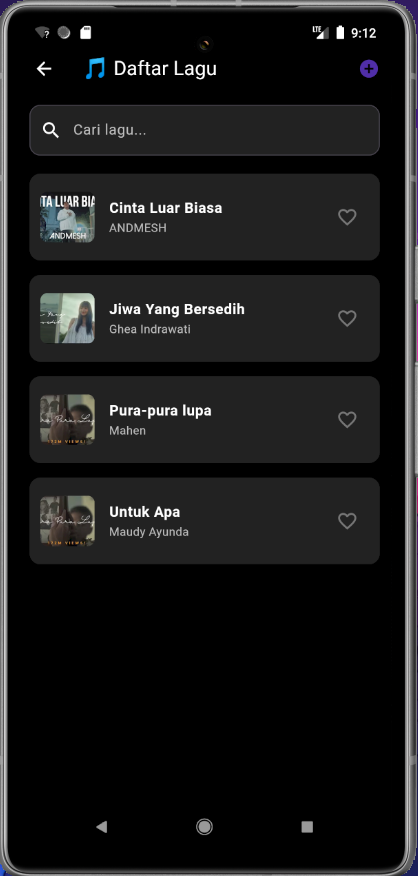 LTE
9:12
Daftar Lagu
Cari lagu...
TA LUAR BIA
ANDMESH
Cinta Luar Biasa
ANDMESH
Jiwa Yang Bersedih
Ghea Indrawati
Pura-pura lupa
Mahen
Untuk Apa
Maudy Ayunda